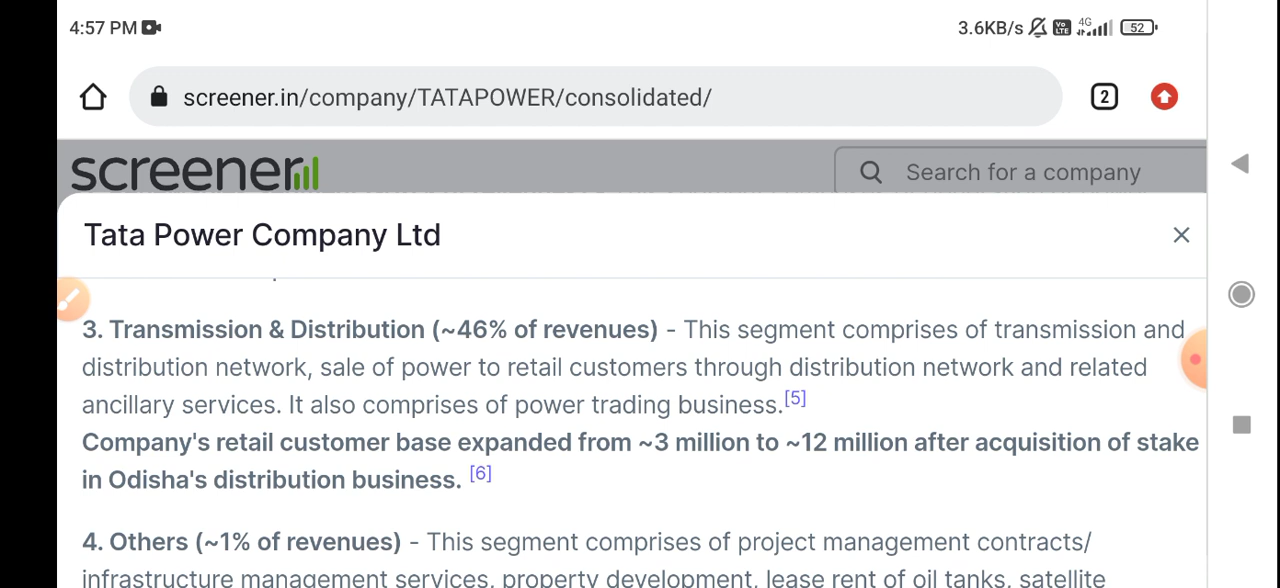 4:57 PM
3.6KB/s Vo LTE 4G 52
screener.in/company/TATAPOWER/consolidated/
2
screener
Search for a company
Tata Power Company Ltd
3. Transmission & Distribution (~46% of revenues) - This segment comprises of transmission and
distribution network, sale of power to retail customers through distribution network and related
ancillary services. It also comprises of power trading business.[5]
Company's retail customer base expanded from ~3 million to ~12 million after acquisition of stake
in Odisha's distribution business. [6]
4. Others (~1% of revenues) - This segment comprises of project management contracts/
infrastructure management services, property development, lease rent of oil tanks, satellite